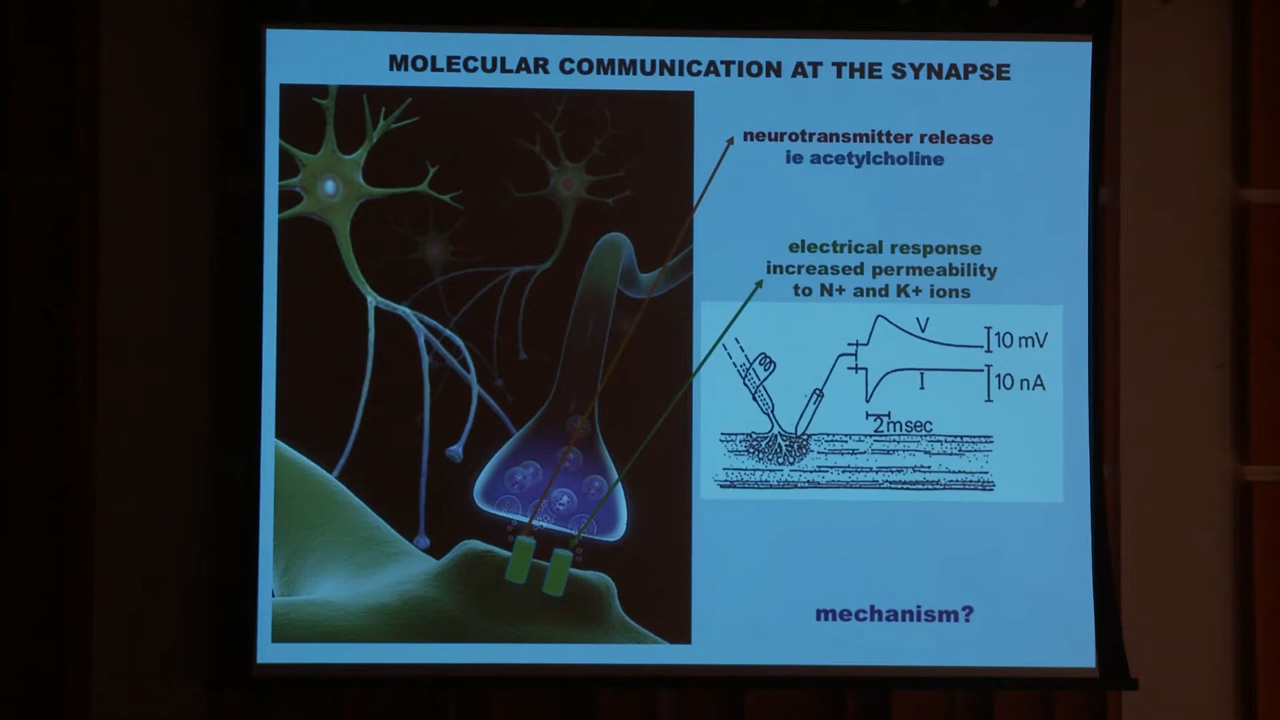 MOLECULAR COMMUNICATION AT THE SYNAPSE
neurotransmitter release
ie acetylcholine
electrical response
increased permeability
to N+ and K+ ions
V
10 mV
I
10 nA
2msec
mechanism?